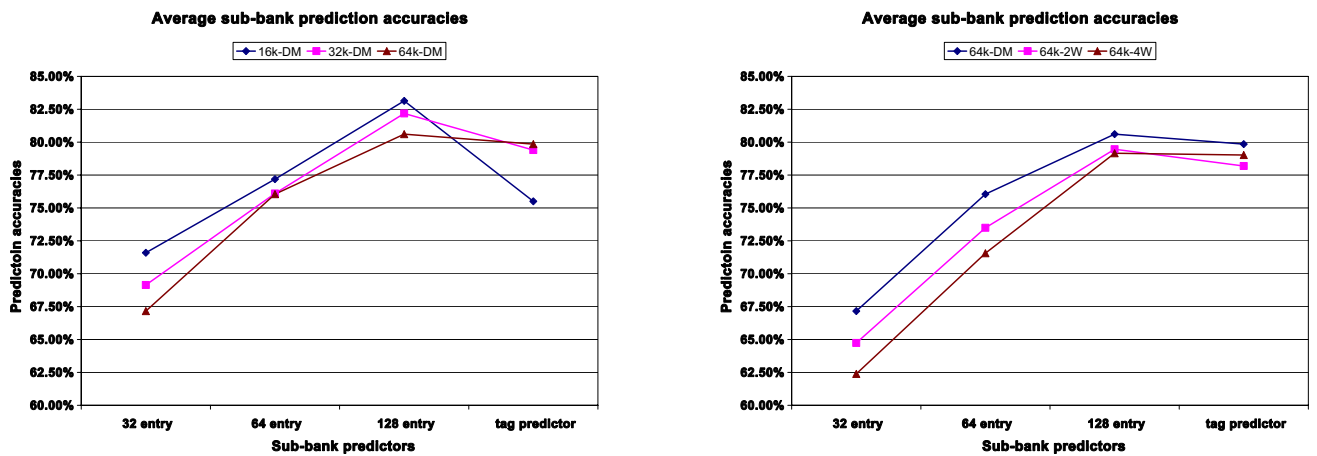 Average sub-bank prediction accuracies
16k-DM 32k-DM 64k-DM
85.00%
82.50%
80.00%
77.50%
75.00%
72.50%
70.00%
67.50%
65.00%
62.50%
60.00%
Predictoin accuracies
32 entry 64 entry 128 entry tag predictor
Sub-bank predictors
Average sub-bank prediction accuracies
64k-DM 64k-2W 64k-4W
85.00%
82.50%
80.00%
77.50%
75.00%
72.50%
70.00%
67.50%
65.00%
62.50%
60.00%
Predictoin accuracies
32 entry 64 entry 128 entry tag predictor
Sub-bank predictors